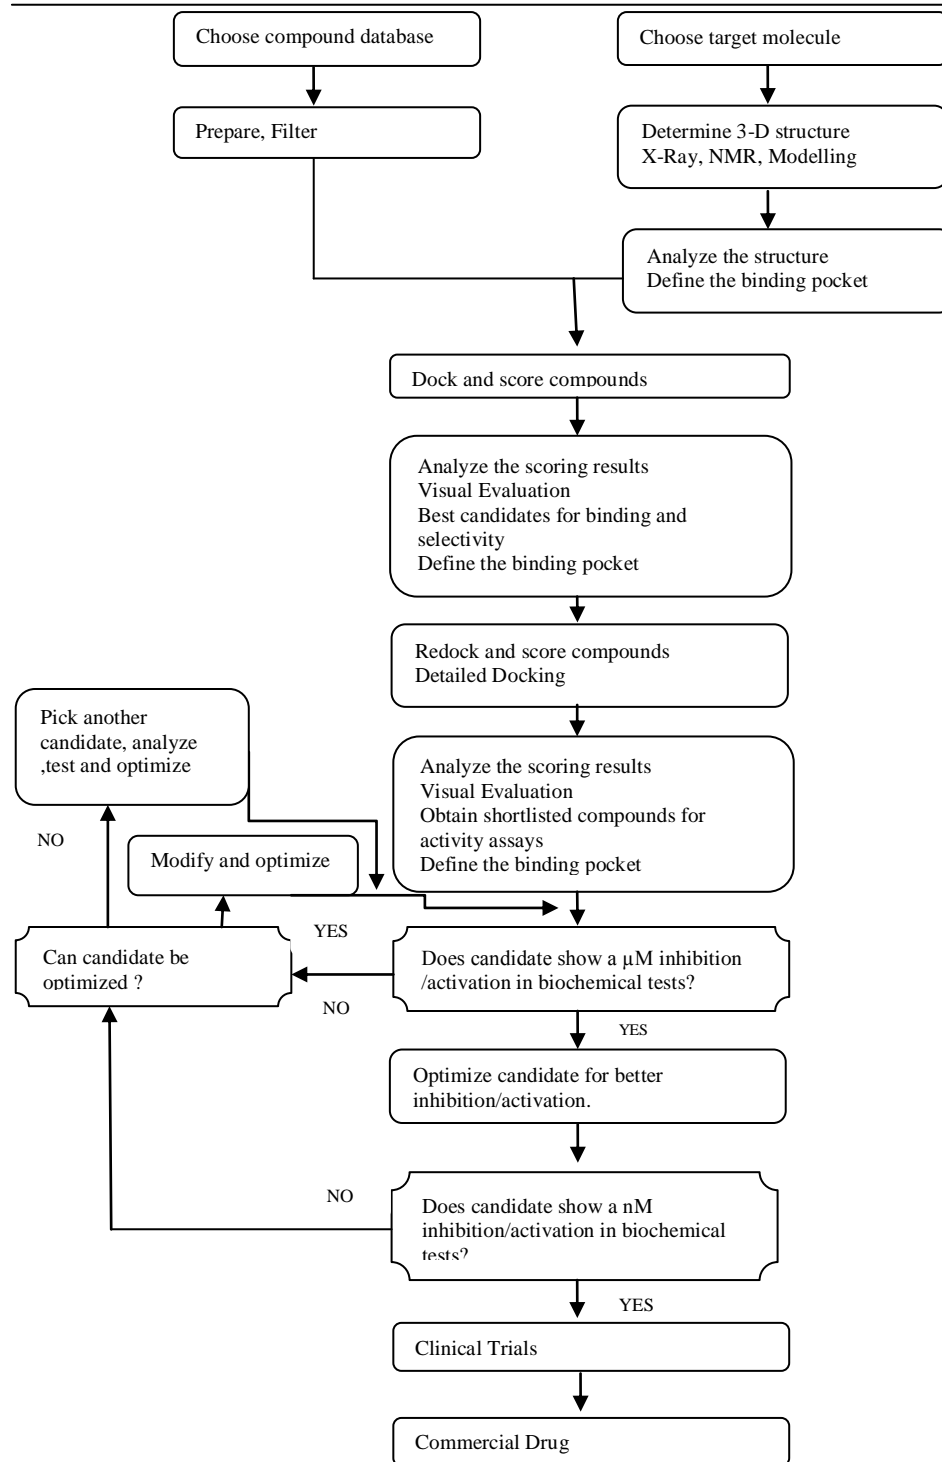 Choose compound database
Choose target molecule
Prepare, Filter
Determine 3-D structure
X-Ray, NMR, Modelling
Analyze the structure
Define the binding pocket
Dock and score compounds
Analyze the scoring results
Visual Evaluation
Best candidates for binding and
selectivity
Define the binding pocket
Redock and score compounds
Detailed Docking
Pick another
candidate, analyze
,test and optimize
Analyze the scoring results
Visual Evaluation
Obtain shortlisted compounds for
activity assays
Define the binding pocket
NO
Modify and optimize
YES
Can candidate be
optimized ?
Does candidate show a µM inhibition
/activation in biochemical tests?
NO
YES
Optimize candidate for better
inhibition/activation.
NO
Does candidate show a nM
inhibition/activation in biochemical
tests?
YES
Clinical Trials
Commercial Drug